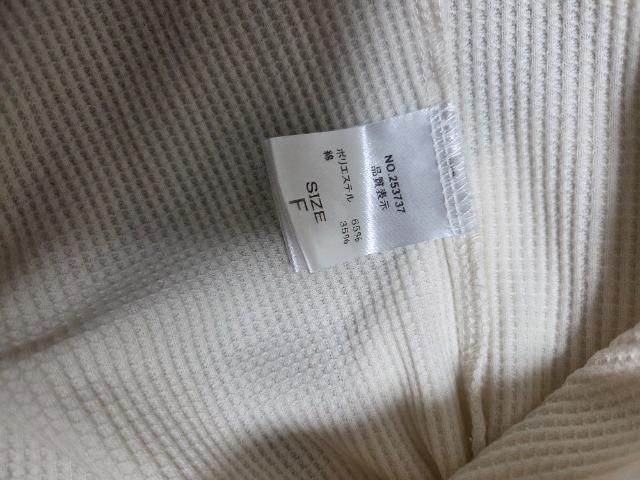 NO.253737
品質表示
ポリエステル 65%
綿 35%
SIZE
F